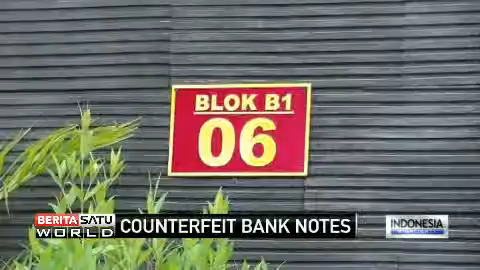 BLOK B1
06
BERITA SATU
WORLD
COUNTERFEIT BANK NOTES
INDONESIA